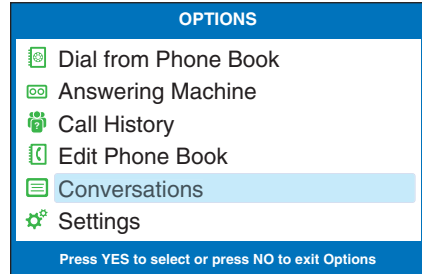 OPTIONS
Dial from Phone Book
Answering Machine
Call History
Edit Phone Book
Conversations
Settings
Press YES to select or press NO to exit Options